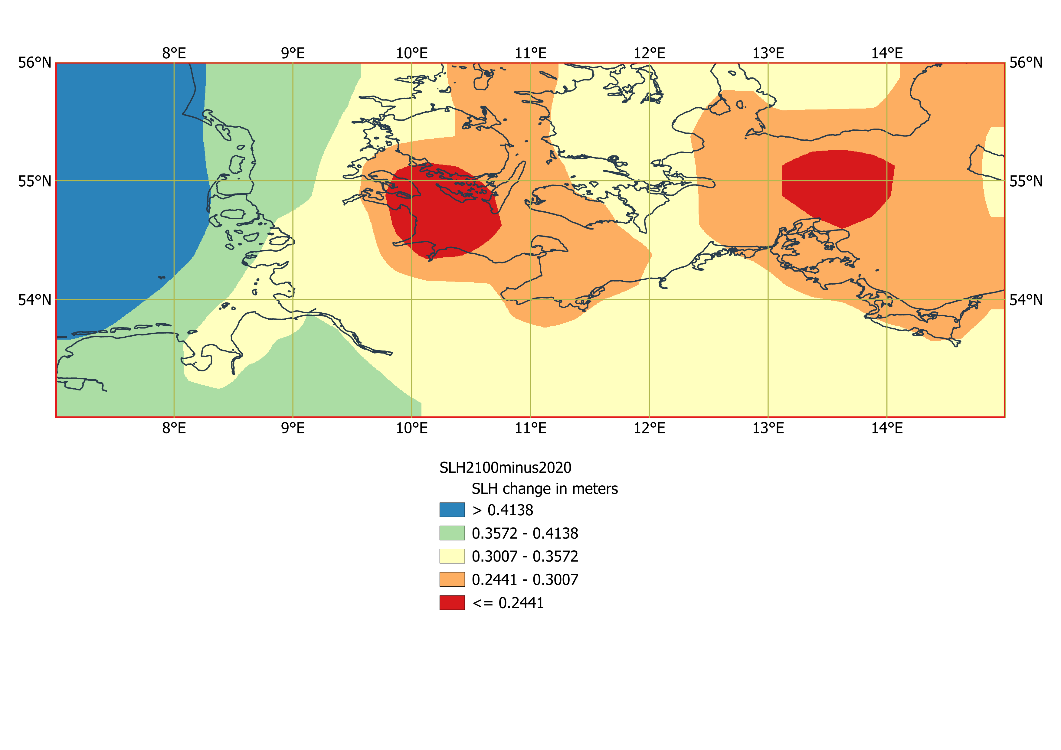 8°E 9°E 10°E 11°E 12°E 13°E 14°E
56°N 56°N
55°N 55°N
54°N 54°N
8°E 9°E 10°E 11°E 12°E 13°E 14°E
SLH2100minus2020
SLH change in meters
> 0.4138
0.3572 - 0.4138
0.3007 - 0.3572
0.2441 - 0.3007
<= 0.2441